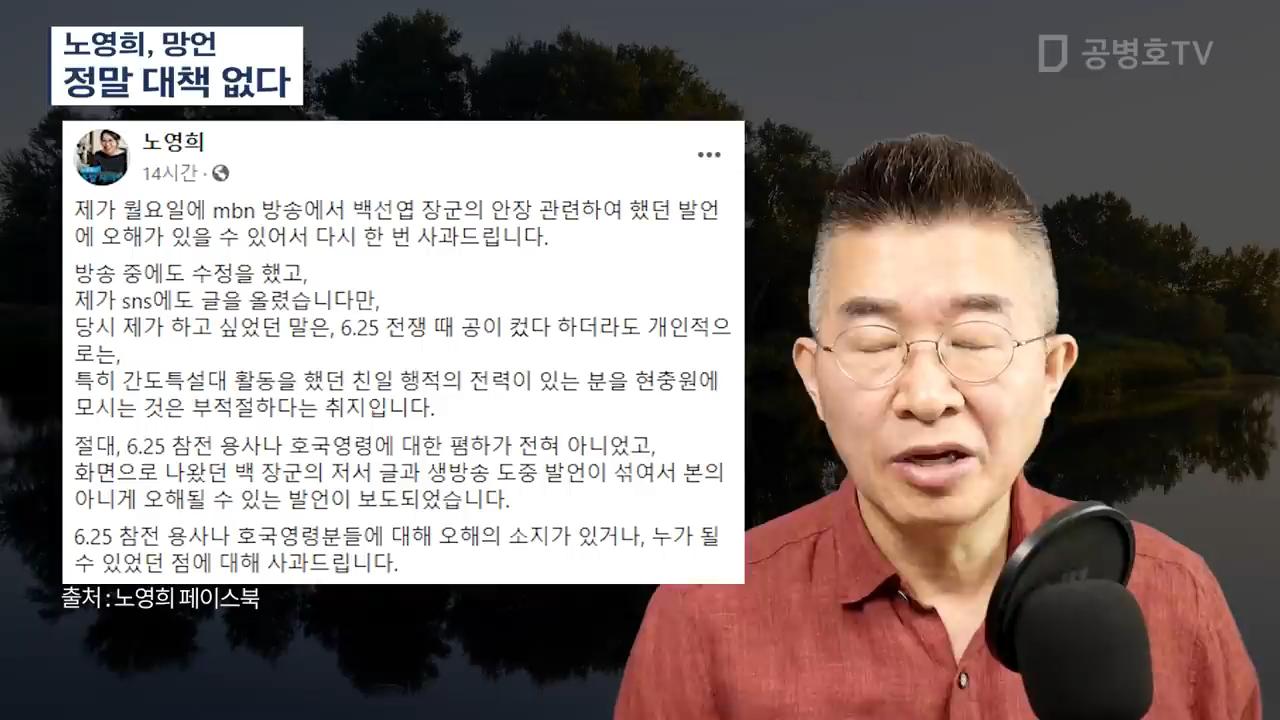 노영희, 망언
정말 대책 없다
공병호TV
노영희
14시간 ·
제가 월요일에 mbn 방송에서 백선엽 장군의 안장 관련하여 했던 발언
에 오해가 있을 수 있어서 다시 한 번 사과드립니다.
방송 중에도 수정을 했고,
제가 sns에도 글을 올렸습니다만,
당시 제가 하고 싶었던 말은, 6.25 전쟁 때 공이 컸다 하더라도 개인적으
로는,
특히 간도특설대 활동을 했던 친일 행적의 전력이 있는 분을 현충원에
모시는 것은 부적절하다는 취지입니다.
절대, 6.25 참전 용사나 호국영령에 대한 폄하가 전혀 아니었고,
화면으로 나왔던 백 장군의 저서 글과 생방송 도중 발언이 섞여서 본의
아니게 오해될 수 있는 발언이 보도되었습니다.
6.25 참전 용사나 호국영령분들에 대해 오해의 소지가 있거나, 누가 될
수 있었던 점에 대해 사과드립니다.
출처 : 노영희 페이스북